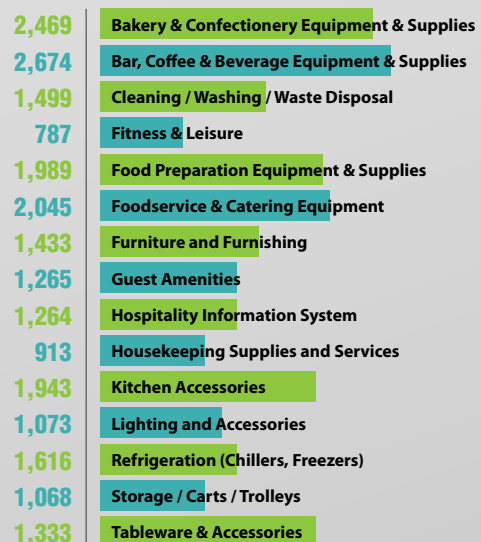 2,469 Bakery & Confectionery Equipment & Supplies
2,674 Bar, Coffee & Beverage Equipment & Supplies
1,499 Cleaning / Washing / Waste Disposal
787 Fitness & Leisure
1,989 Food Preparation Equipment & Supplies
2,045 Foodservice & Catering Equipment
1,433 Furniture and Furnishing
1,265 Guest Amenities
1,264 Hospitality Information System
913 Housekeeping Supplies and Services
1,943 Kitchen Accessories
1,073 Lighting and Accessories
1,616 Refrigeration (Chillers, Freezers)
1,068 Storage / Carts / Trolleys
1,333 Tableware & Accessories